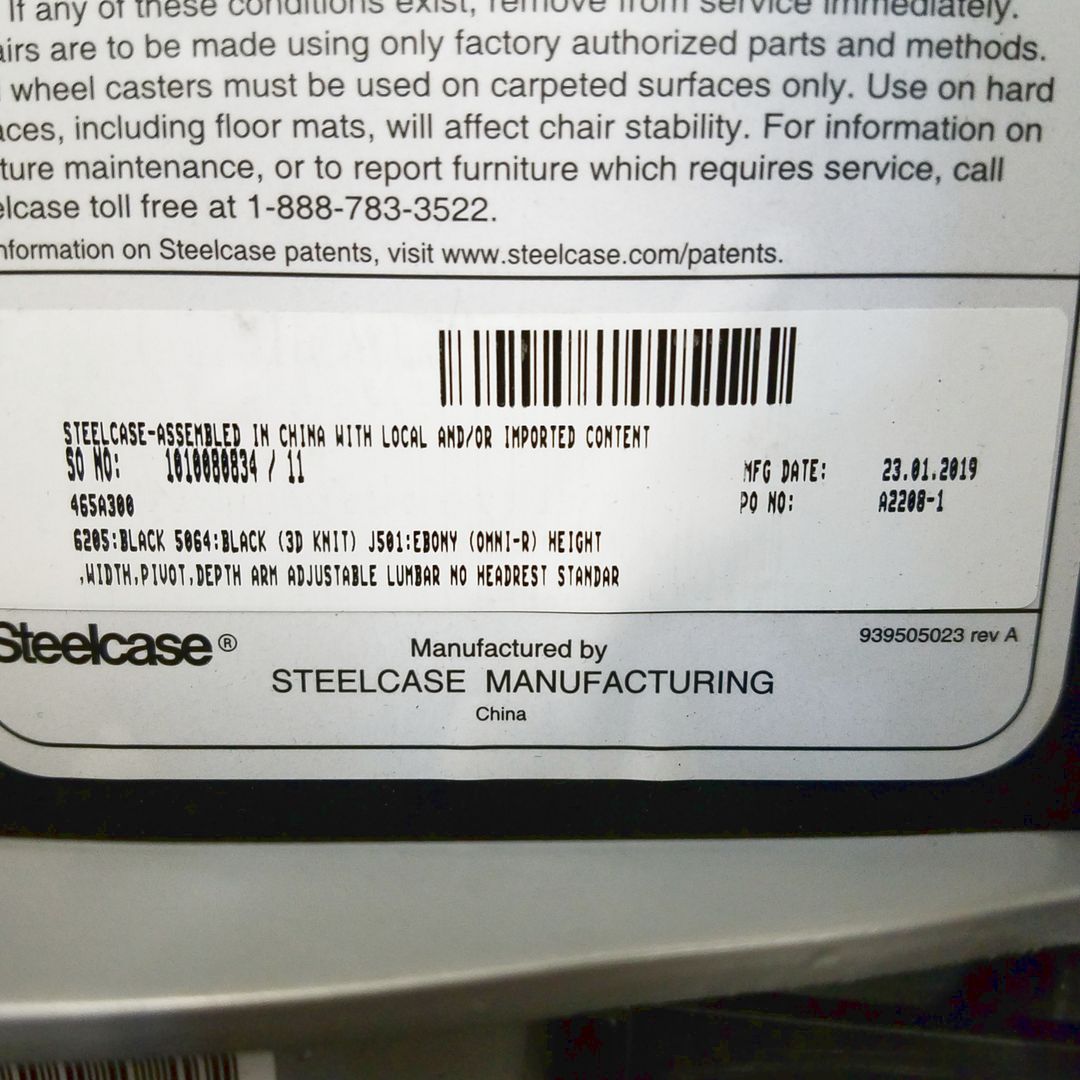 If any of these conditions exist, remove from service immediately.
airs are to be made using only factory authorized parts and methods.
wheel casters must be used on carpeted surfaces only. Use on hard
aces, including floor mats, will affect chair stability. For information on
ture maintenance, or to report furniture which requires service, call
elcase toll free at 1-888-783-3522.
nformation on Steelcase patents, visit www.steelcase.com/patents.
STEELCASE-ASSEMBLED IN CHINA WITH LOCAL AND/OR IMPORTED CONTENT
SO NO: 1010080834 / 11
MFG DATE: 23.01.2019
465A300
PO NO: A2208-1
6205:BLACK 5064:BLACK (3D KNIT) J501:EBONY (OMNI-R) HEIGHT
,WIDTH,PIVOT,DEPTH ARM ADJUSTABLE LUMBAR NO HEADREST STANDAR
Steelcase®
Manufactured by
939505023 rev A
STEELCASE MANUFACTURING
China